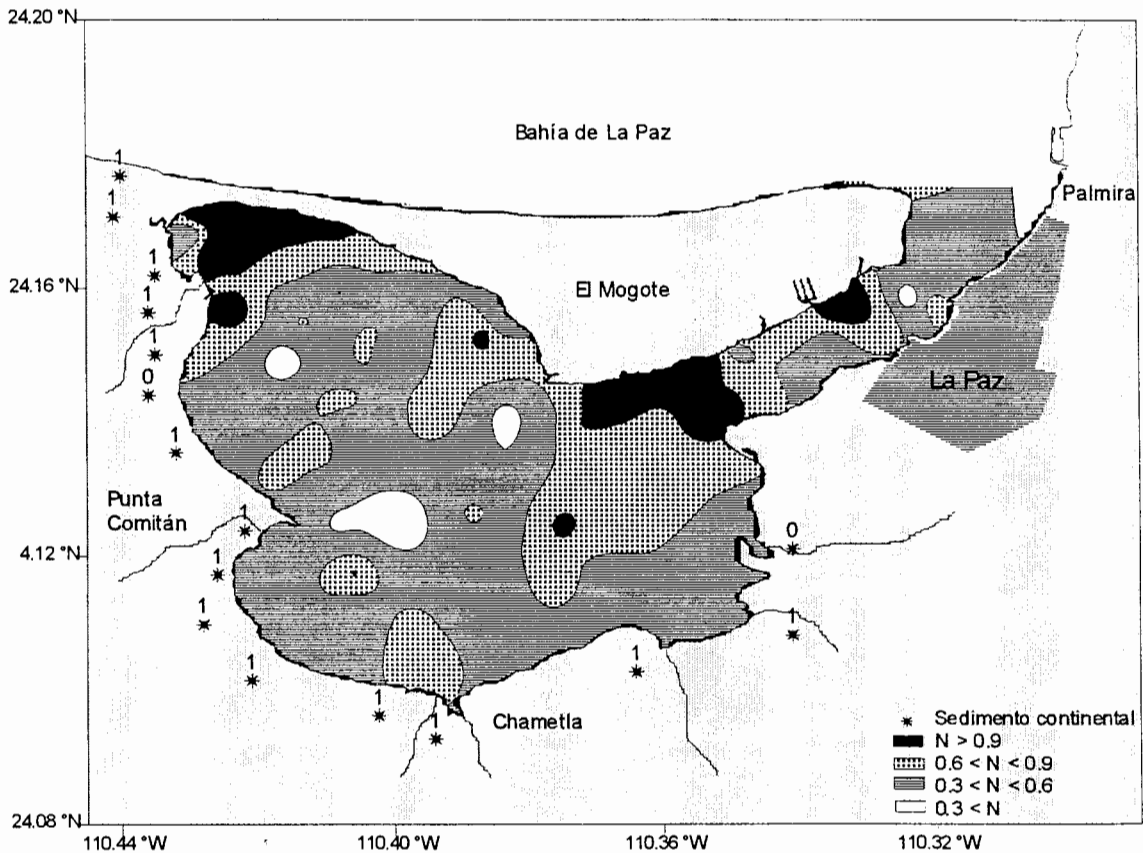 24.20 °N
Bahía de La Paz
1
1
Palmira
1
24.16 °N
El Mogote
1
1
0
La Paz
1
Punta
Comitán
1
0
4.12 °N
1
1
1
1
1
1
Chametla
1
* Sedimento continental
N > 0.9
0.6 < N < 0.9
0.3 < N < 0.6
0.3 < N
24.08 °N
110.44 °W
110.40 °W
110.36 °W
110.32 °W